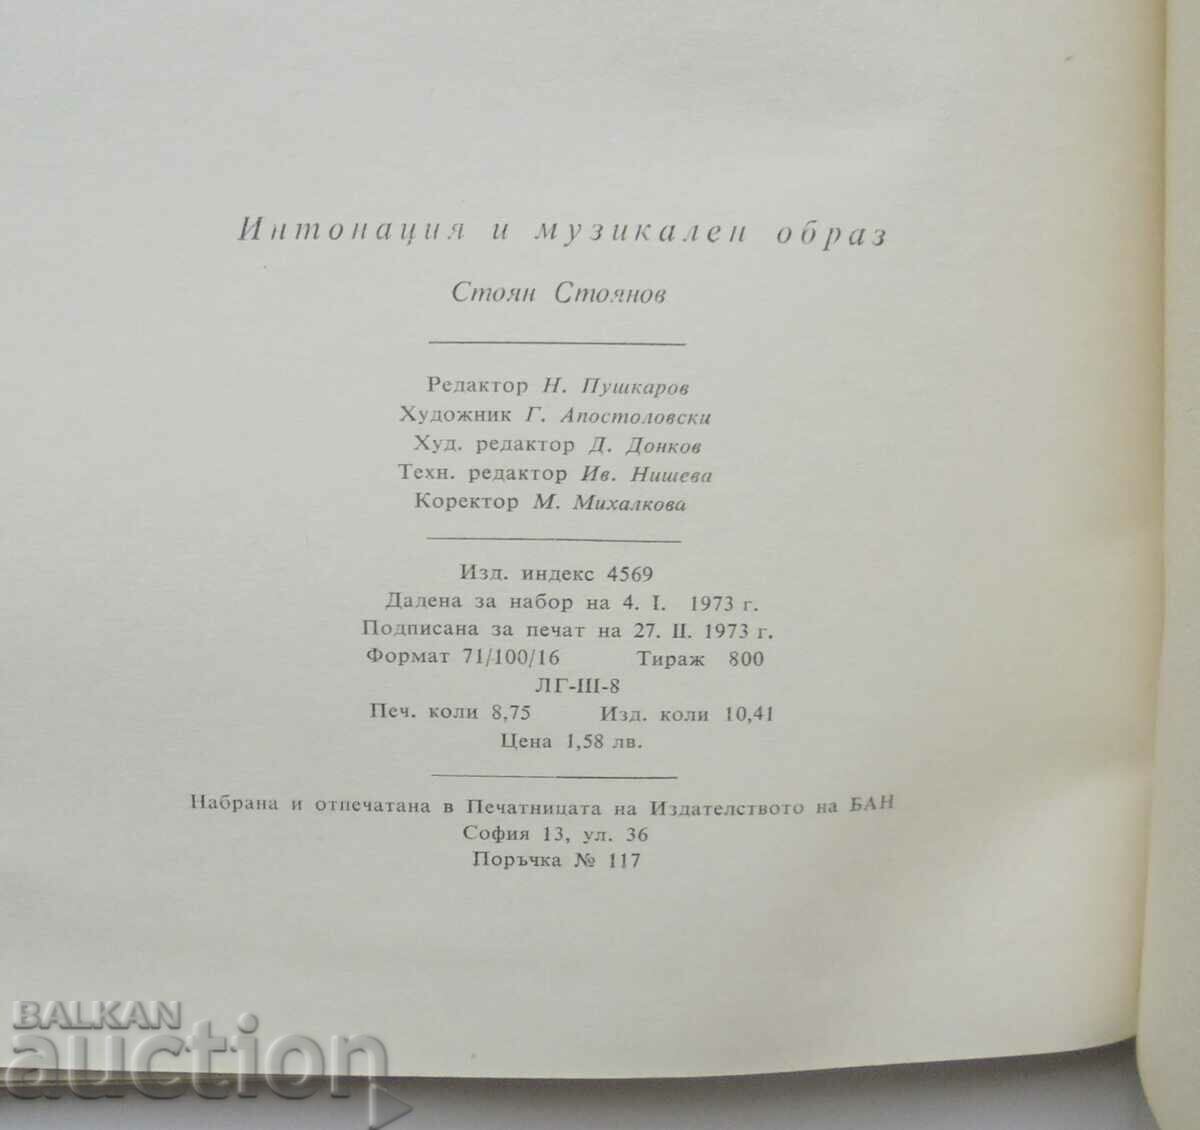 Интонация и музикален образ
Стоян Стоянов
Редактор Н. Пушкаров
Художник Г. Апостоловски
Худ. редактор Д. Донков
Техн. редактор Ив. Нишева
Коректор М. Михалкова
Изд. индекс 4569
Далена за набор на 4. I. 1973 г.
Подписана за печат на 27. II. 1973 г.
Формат 71/100/16 Тираж 800
ЛГ-III-8
Печ. коли 8,75 Изд. коли 10,41
Цена 1,58 лв.
Набрана и отпечатана в Печатницата на Издателството на БАН
София 13, ул. 36
Поръчка № 117
BALKAN
auction